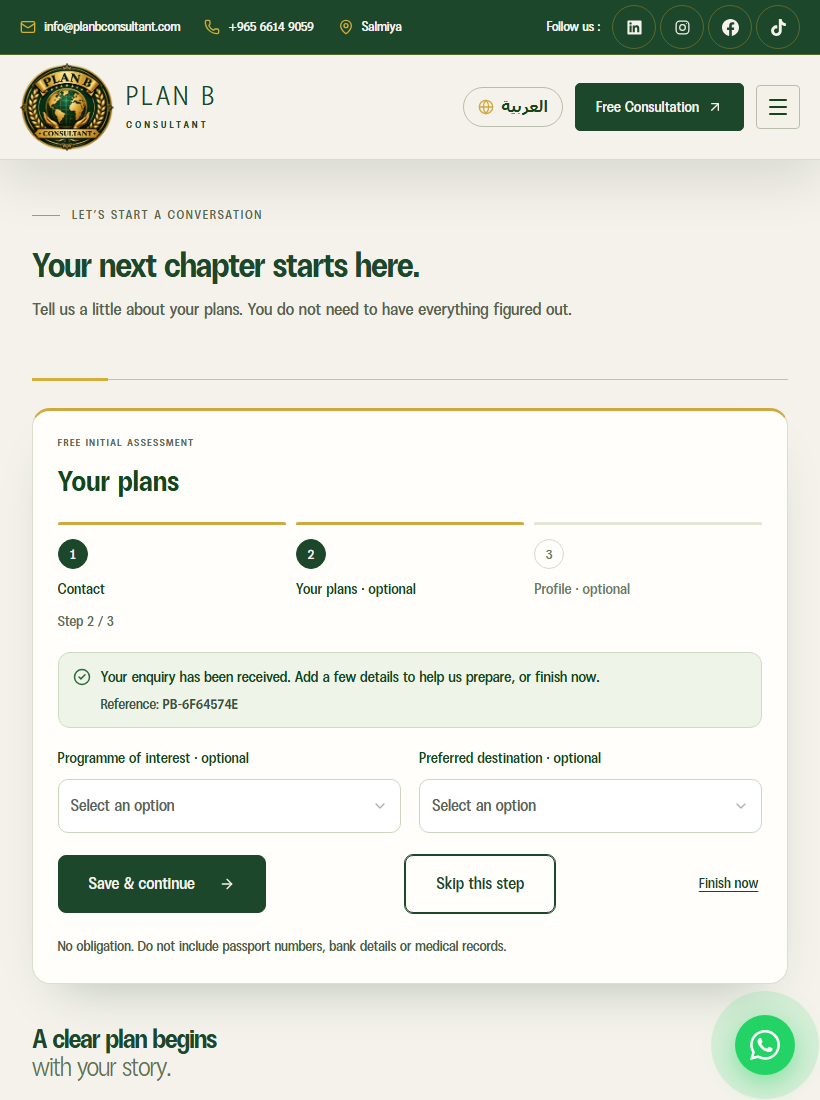 info@planbconsultant.com
+965 6614 9059
Salmiya
Follow us :
PLAN B
CONSULTANT
PLAN B
CONSULTANT
العربية
Free Consultation
LET'S START A CONVERSATION
Your next chapter starts here.
Tell us a little about your plans. You do not need to have everything figured out.
FREE INITIAL ASSESSMENT
Your plans
1
2
3
Contact
Your plans · optional
Profile · optional
Step 2 / 3
Your enquiry has been received. Add a few details to help us prepare, or finish now.
Reference: PB-6F64574E
Programme of interest · optional
Preferred destination · optional
Select an option
Select an option
Save & continue
Skip this step
Finish now
No obligation. Do not include passport numbers, bank details or medical records.
A clear plan begins
with your story.